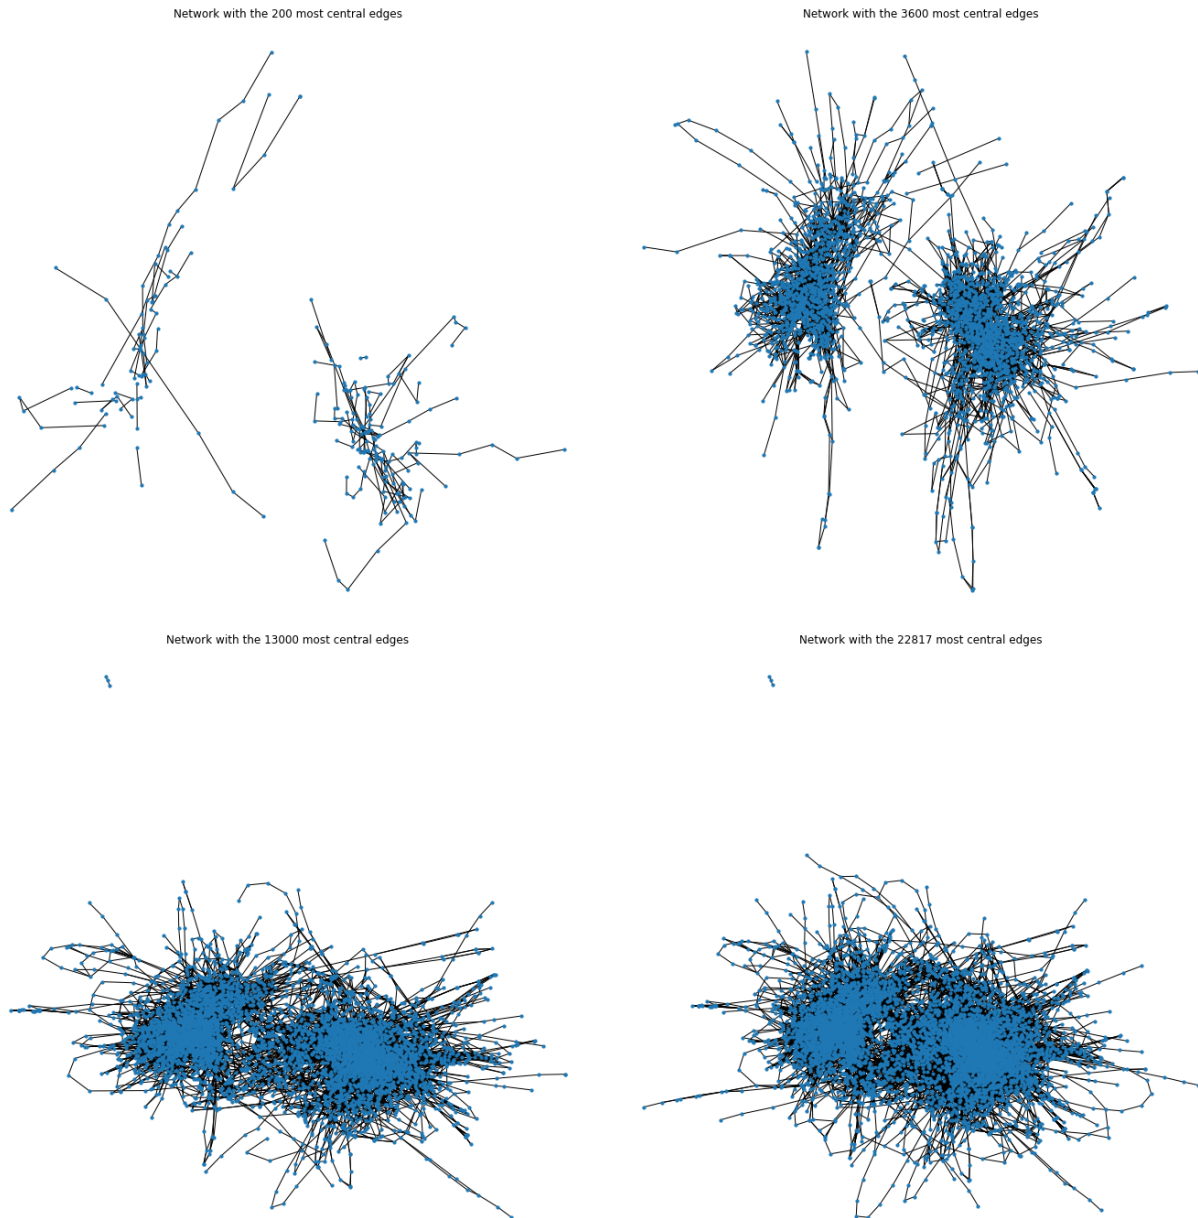 Network with the 200 most central edges
Network with the 3600 most central edges
Network with the 13000 most central edges
Network with the 22817 most central edges